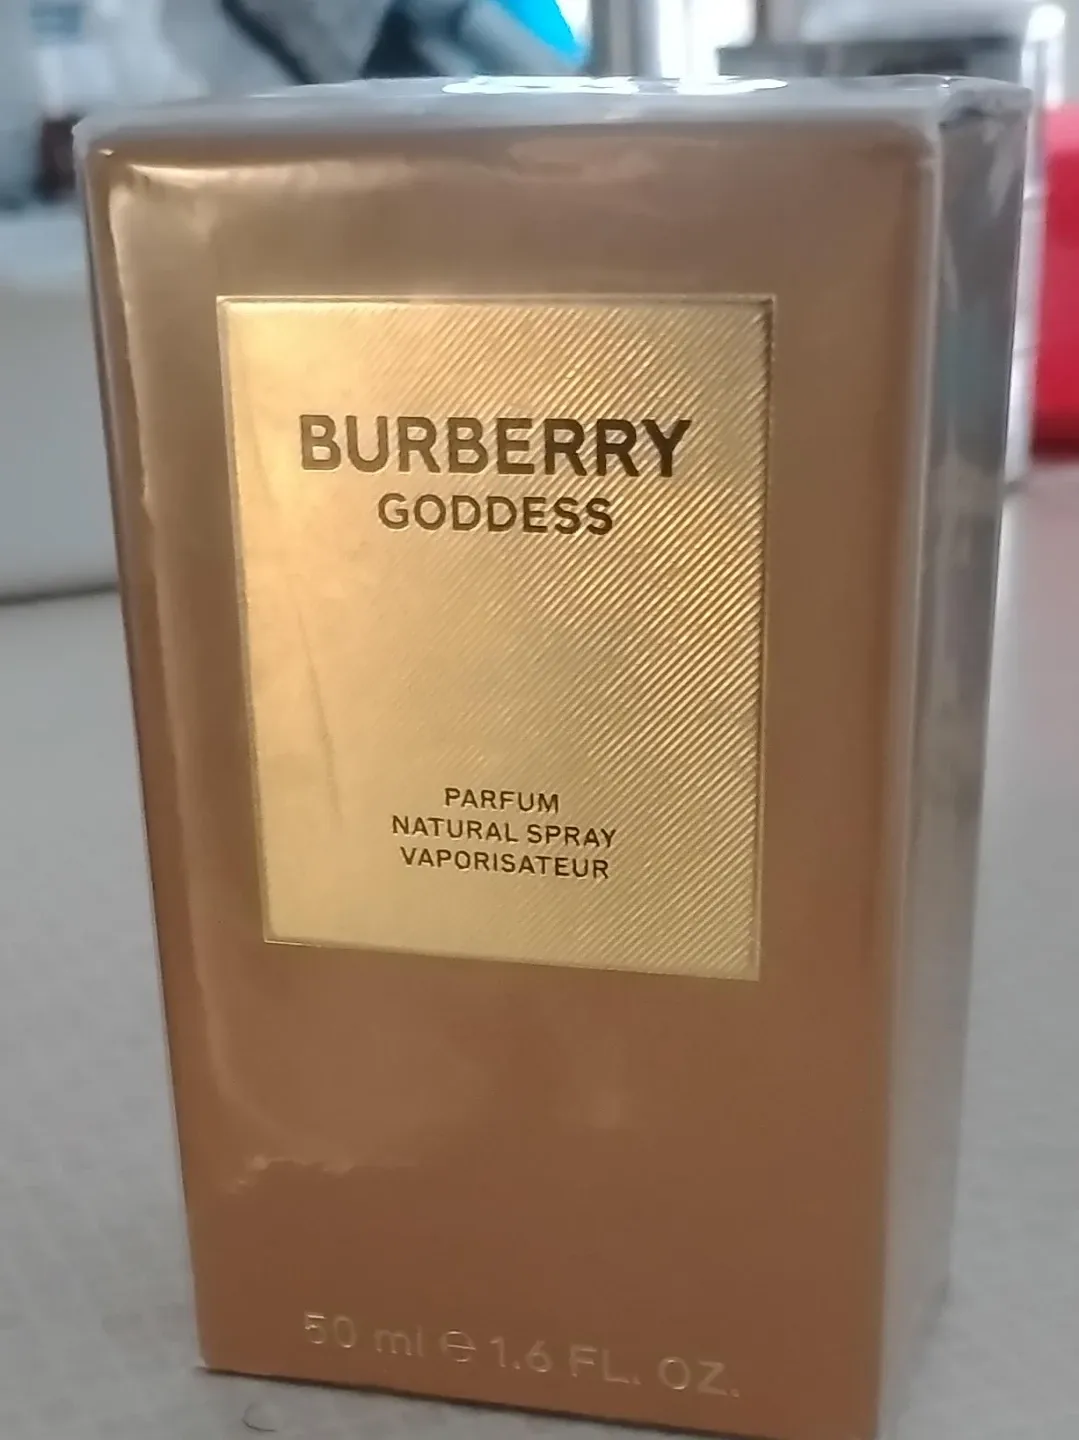 BURBERRY
GODDESS
PARFUM
NATURAL SPRAY
VAPORISATEUR
50 ml ℮ 1.6 FL. OZ.